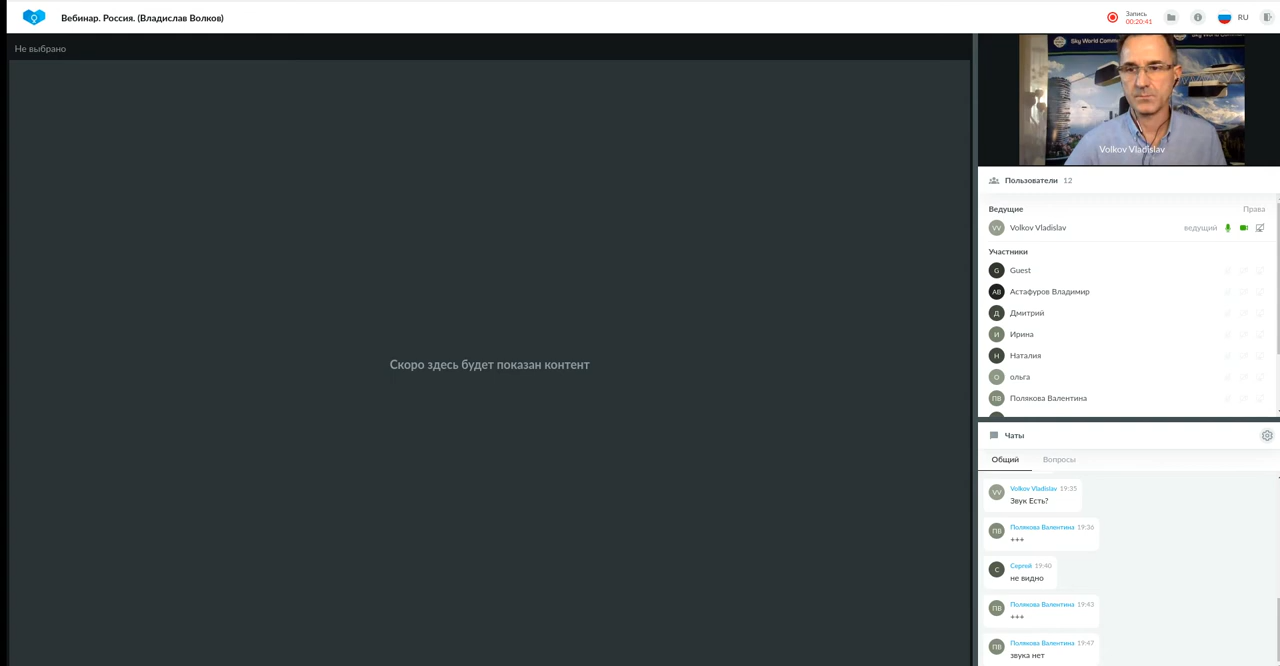 Вебинар. Россия. (Владислав Волков)
Запись
00:20:41
RU
Не выбрано
Скоро здесь будет показан контент
Sky World Comm
Volkov Vladislav
Пользователи 12
Ведущие Права
VV Volkov Vladislav ведущий
Участники
G Guest
АВ Астафуров Владимир
Д Дмитрий
И Ирина
Н Наталия
О ольга
ПВ Полякова Валентина
Чаты
Общий Вопросы
VV Volkov Vladislav 19:35
Звук Есть?
ПВ Полякова Валентина 19:36
+++
С Сергей 19:40
не видно
ПВ Полякова Валентина 19:43
+++
ПВ Полякова Валентина 19:47
звука нет